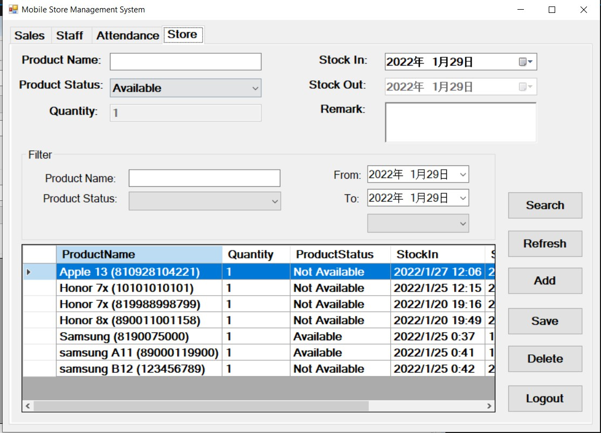 Mobile Store Management System
Sales Staff Attendance Store
Product Name: Stock In: 2022年 1月29日
Product Status: Available Stock Out: 2022年 1月29日
Quantity: 1 Remark:
Filter
Product Name: From: 2022年 1月29日
Product Status: To: 2022年 1月29日
Search
Refresh
Add
Save
Delete
Logout
ProductName Quantity ProductStatus StockIn
Apple 13 (810928104221) 1 Not Available 2022/1/27 12:06
Honor 7x (10101010101) 1 Not Available 2022/1/25 12:15
Honor 7x (819988998799) 1 Not Available 2022/1/20 19:16
Honor 8x (890011001158) 1 Not Available 2022/1/20 19:49
Samsung (8190075000) 1 Available 2022/1/25 0:37
samsung A11 (89000119900) 1 Available 2022/1/25 0:41
samsung B12 (123456789) 1 Not Available 2022/1/25 0:42